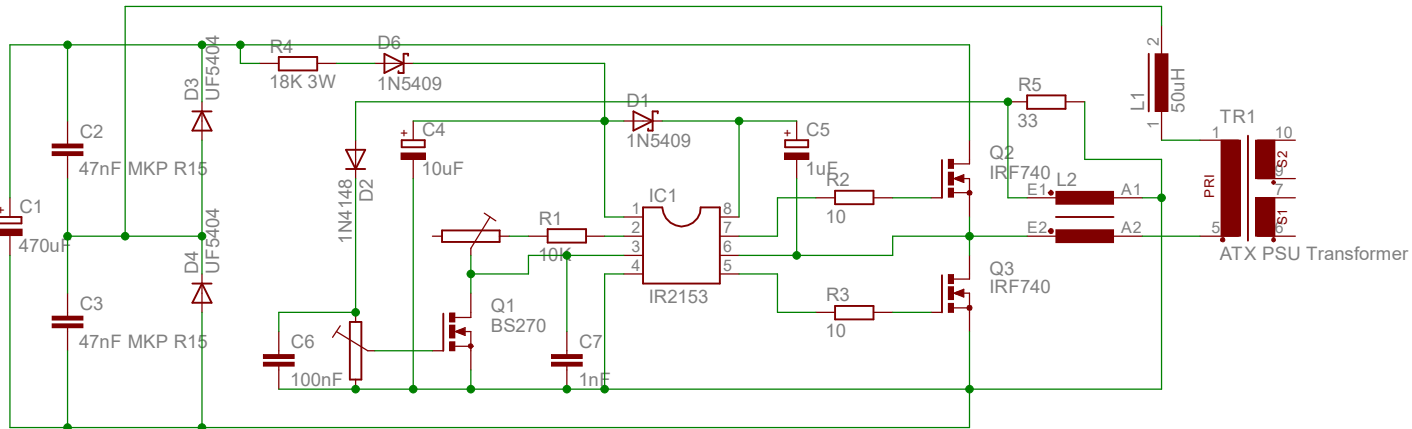 R4
18K 3W
D6
1N5409
D3
UF5404
C2
47nF MKP R15
C1
470uF
D4
UF5404
C3
47nF MKP R15
1N4148
D2
C4
10uF
D1
1N5409
C5
1uF
R5
33
2
L1
50uH
1
TR1
1
10
PRI
S2
9
7
S1
5
6
ATX PSU Transformer
Q2
IRF740
R2
10
E1
L2
A1
E2
A2
IC1
1
8
2
7
3
6
4
5
IR2153
R1
10K
Q1
BS270
C6
100nF
C7
1nF
R3
10
Q3
IRF740